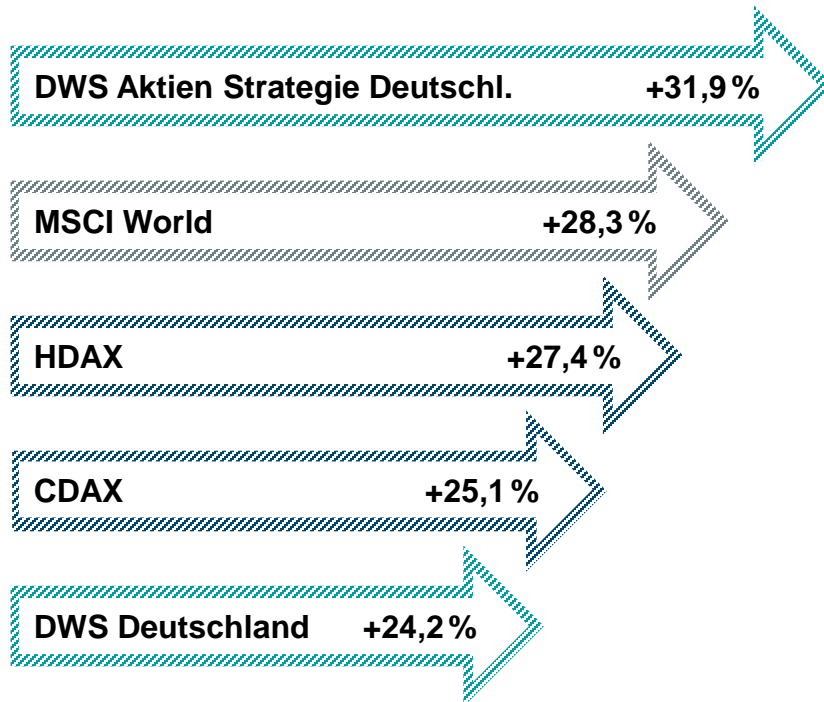 DWS Aktien Strategie Deutschl. +31,9 %
MSCI World +28,3 %
HDAX +27,4 %
CDAX +25,1 %
DWS Deutschland +24,2 %